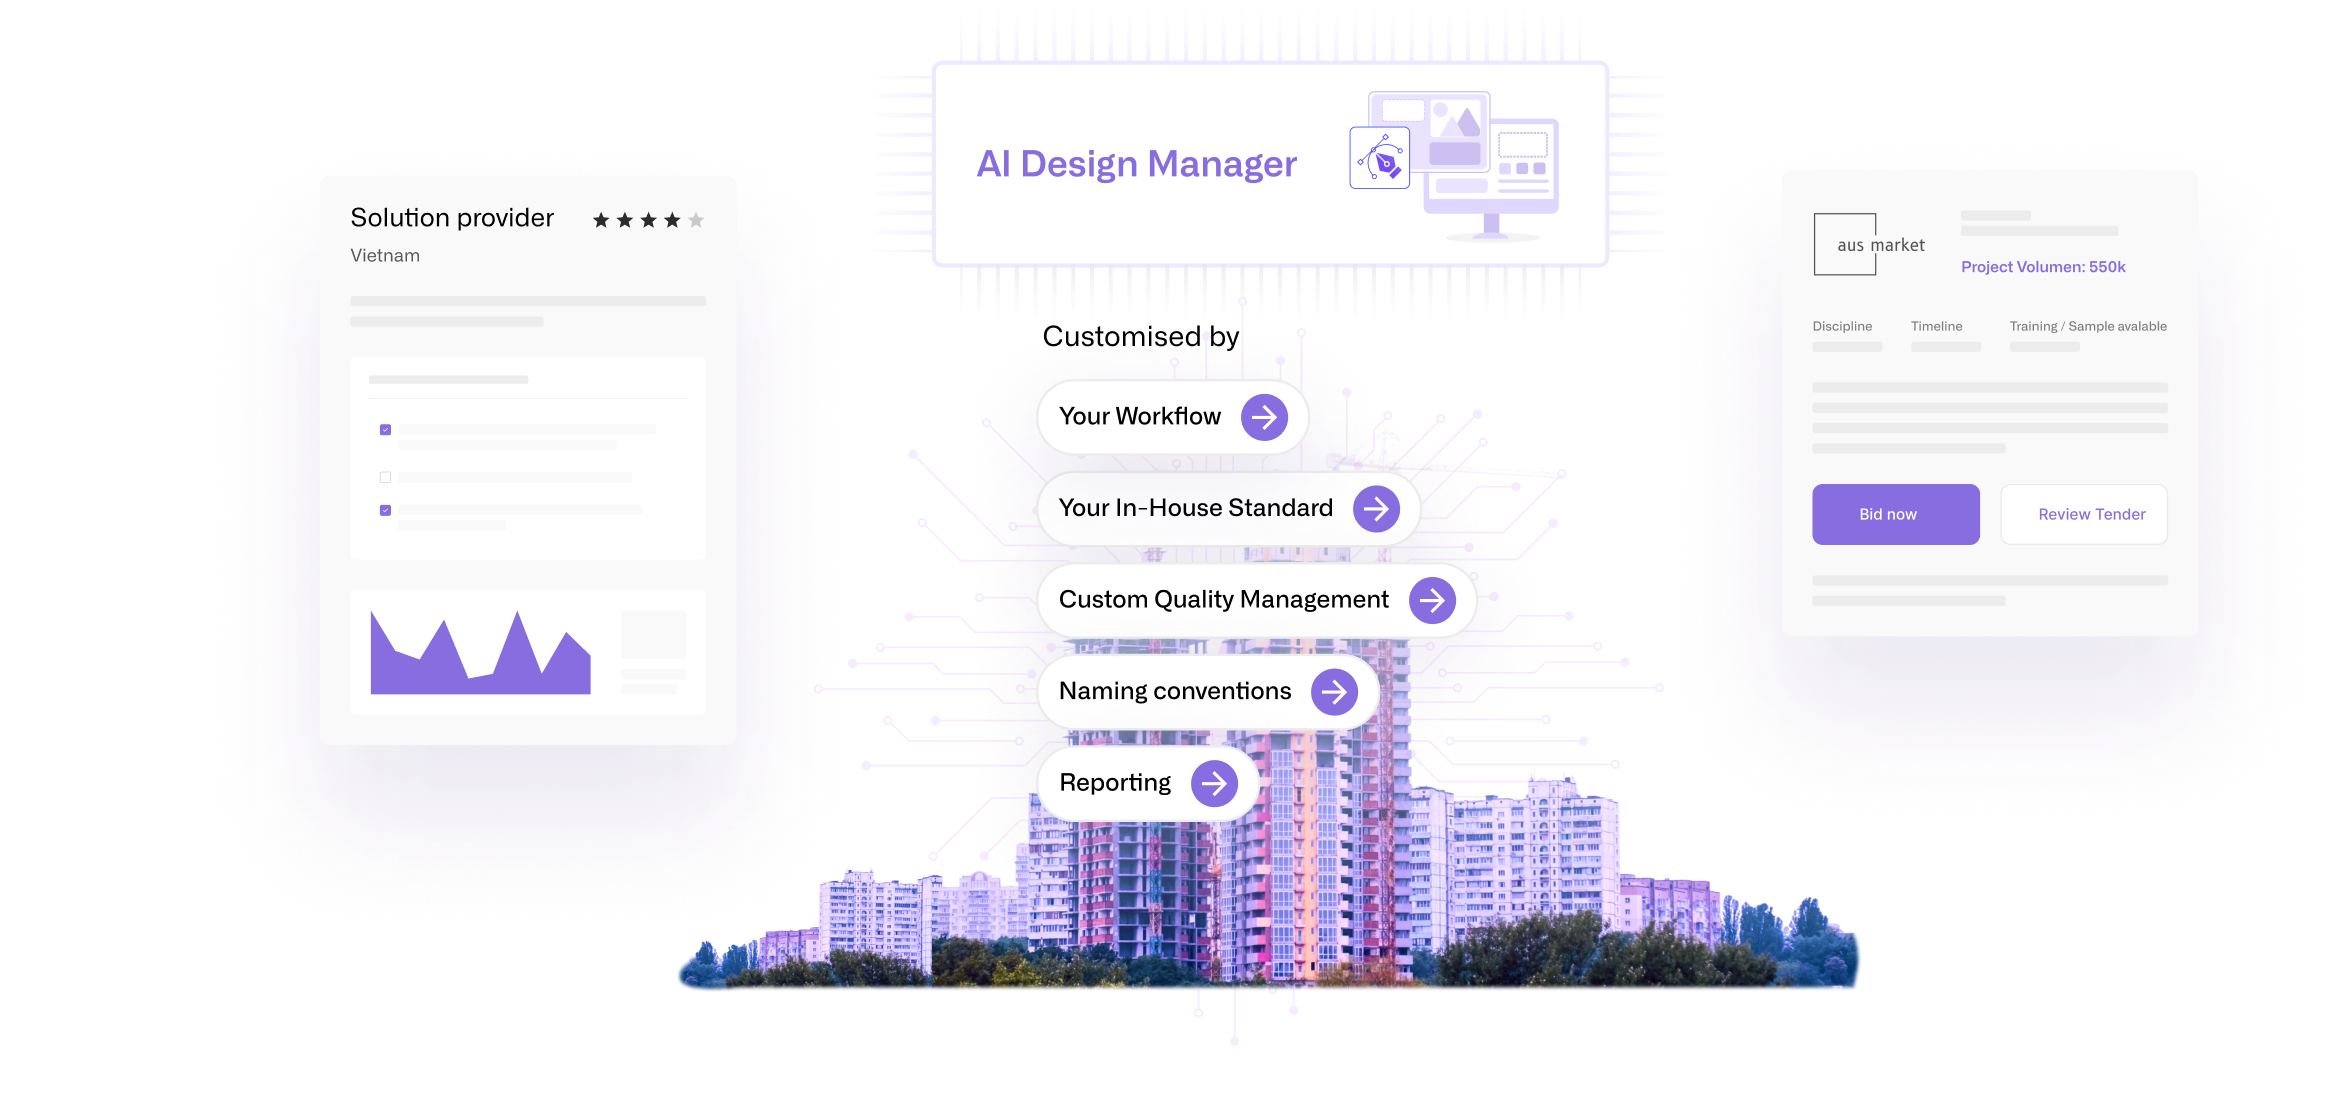 AI Design Manager
Solution provider
Vietnam
Customised by
Your Workflow
Your In-House Standard
Custom Quality Management
Naming conventions
Reporting
aus market
Project Volumen: 550k
Discipline
Timeline
Training / Sample avalable
Bid now
Review Tender